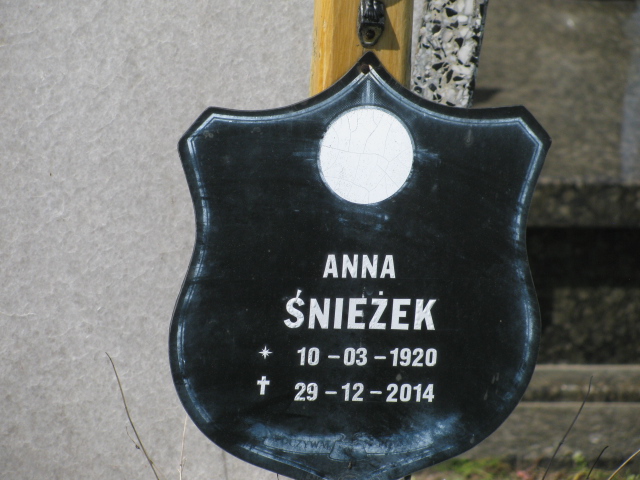 ANNA
ŚNIEŻEK
* 10-03-1920
✝ 29-12-2014